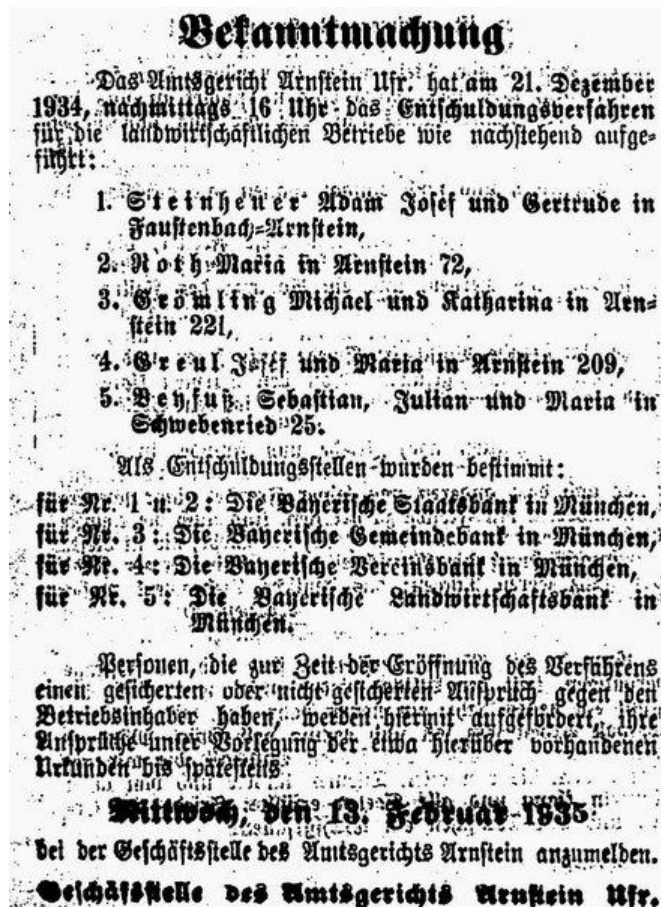 Bekanntmachung
Das Amtsgericht Arnstein Ufr. hat am 21. Dezember
1934, nachmittags 16 Uhr das Entschuldungsverfahren
für die landwirtschaftlichen Betriebe wie nachstehend aufge-
führt:
1. Steinheuer Adam Josef und Gertrude in
Faustenbach-Arnstein,
2. Roth Maria in Arnstein 72,
3. Grömling Michael und Katharina in Arn-
stein 221,
4. Greul Josef und Maria in Arnstein 209,
5. Beyfuß Sebastian, Julian und Maria in
Schwebenried 25.
Als Entschuldungsstellen wurden bestimmt:
für Nr. 1 u. 2: Die Bayerische Staatsbank in München,
für Nr. 3: Die Bayerische Gemeindebank in München,
für Nr. 4: Die Bayerische Vereinsbank in München,
für Nr. 5: Die Bayerische Landwirtschaftsbank in
München.
Personen, die zur Zeit der Eröffnung des Verfahrens
einen gesicherten oder nicht gesicherten Anspruch gegen den
Betriebsinhaber haben, werden hiermit aufgefordert, ihre
Ansprüche unter Vorlegung der etwa hierüber vorhandenen
Urkunden bis spätestens
Mittwoch, den 13. Februar 1935
bei der Geschäftsstelle des Amtsgerichts Arnstein anzumelden.
Geschäfsstelle des Amtsgerichts Arnstein Ufr.